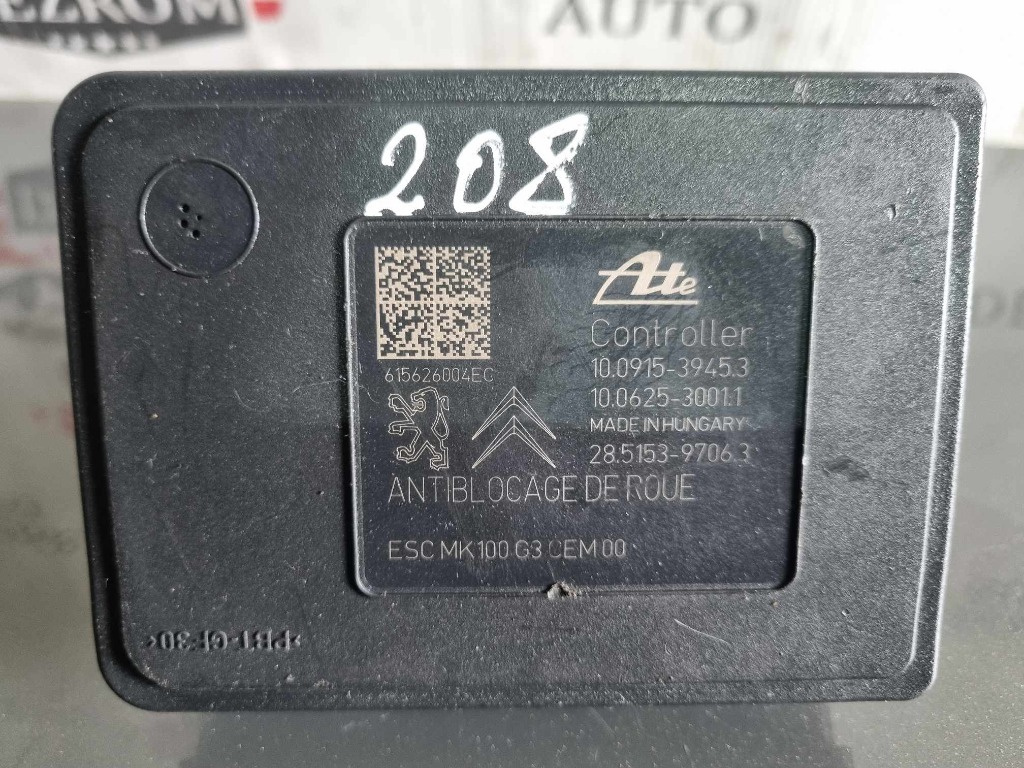 AUTO
208
Ate
Controller
10.0915-3945.3
615626004EC
10.0625-3001.1
MADE IN HUNGARY
28.5153-9706.3
ANTIBLOCAGE DE ROUE
ESC MK100 G3 CEM 00
>PBT-GF30<